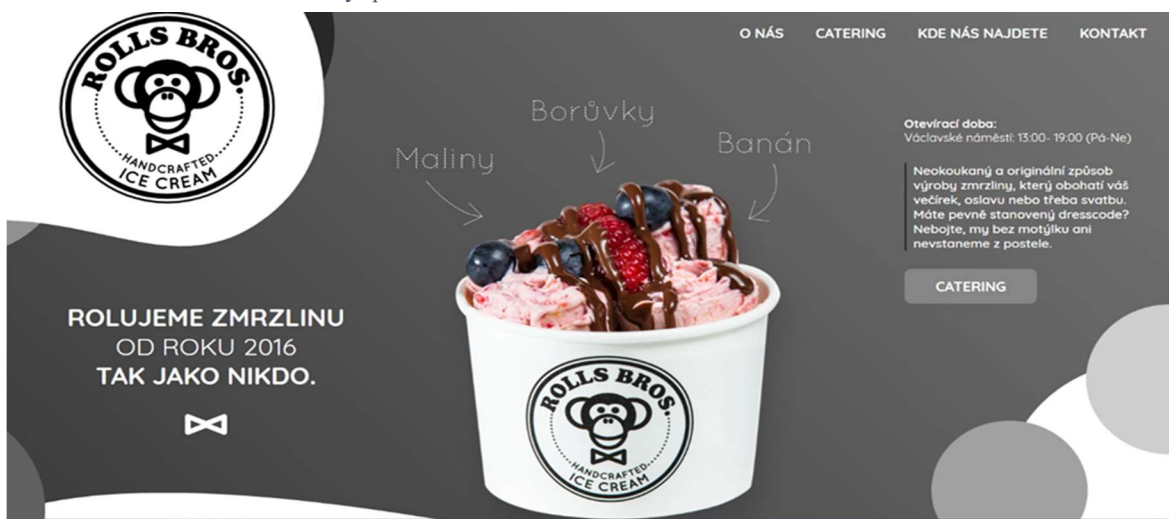 ROLLS BROS.
HANDCRAFTED
ICE CREAM
O NÁS
CATERING
KDE NÁS NAJDETE
KONTAKT
Borůvky
Maliny
Banán
Otevírací doba:
Václavské náměstí: 13:00- 19:00 (Pá-Ne)
Neokoukaný a originální způsob
výroby zmrzliny, který obohatí váš
večírek, oslavu nebo třeba svatbu.
Máte pevně stanovený dresscode?
Nebojte, my bez motýlku ani
nevstaneme z postele.
CATERING
ROLUJEME ZMRZLINU
OD ROKU 2016
TAK JAKO NIKDO.
ROLLS BROS.
HANDCRAFTED
ICE CREAM